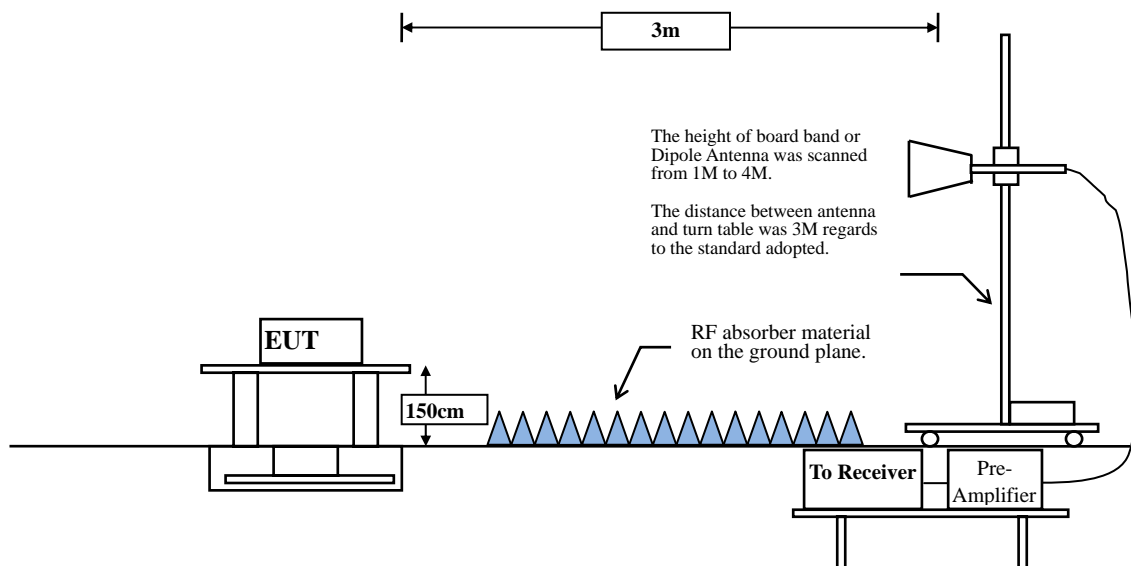 3m
The height of board band or
Dipole Antenna was scanned
from 1M to 4M.
The distance between antenna
and turn table was 3M regards
to the standard adopted.
EUT
RF absorber material
on the ground plane.
150cm
To Receiver
Pre-
Amplifier